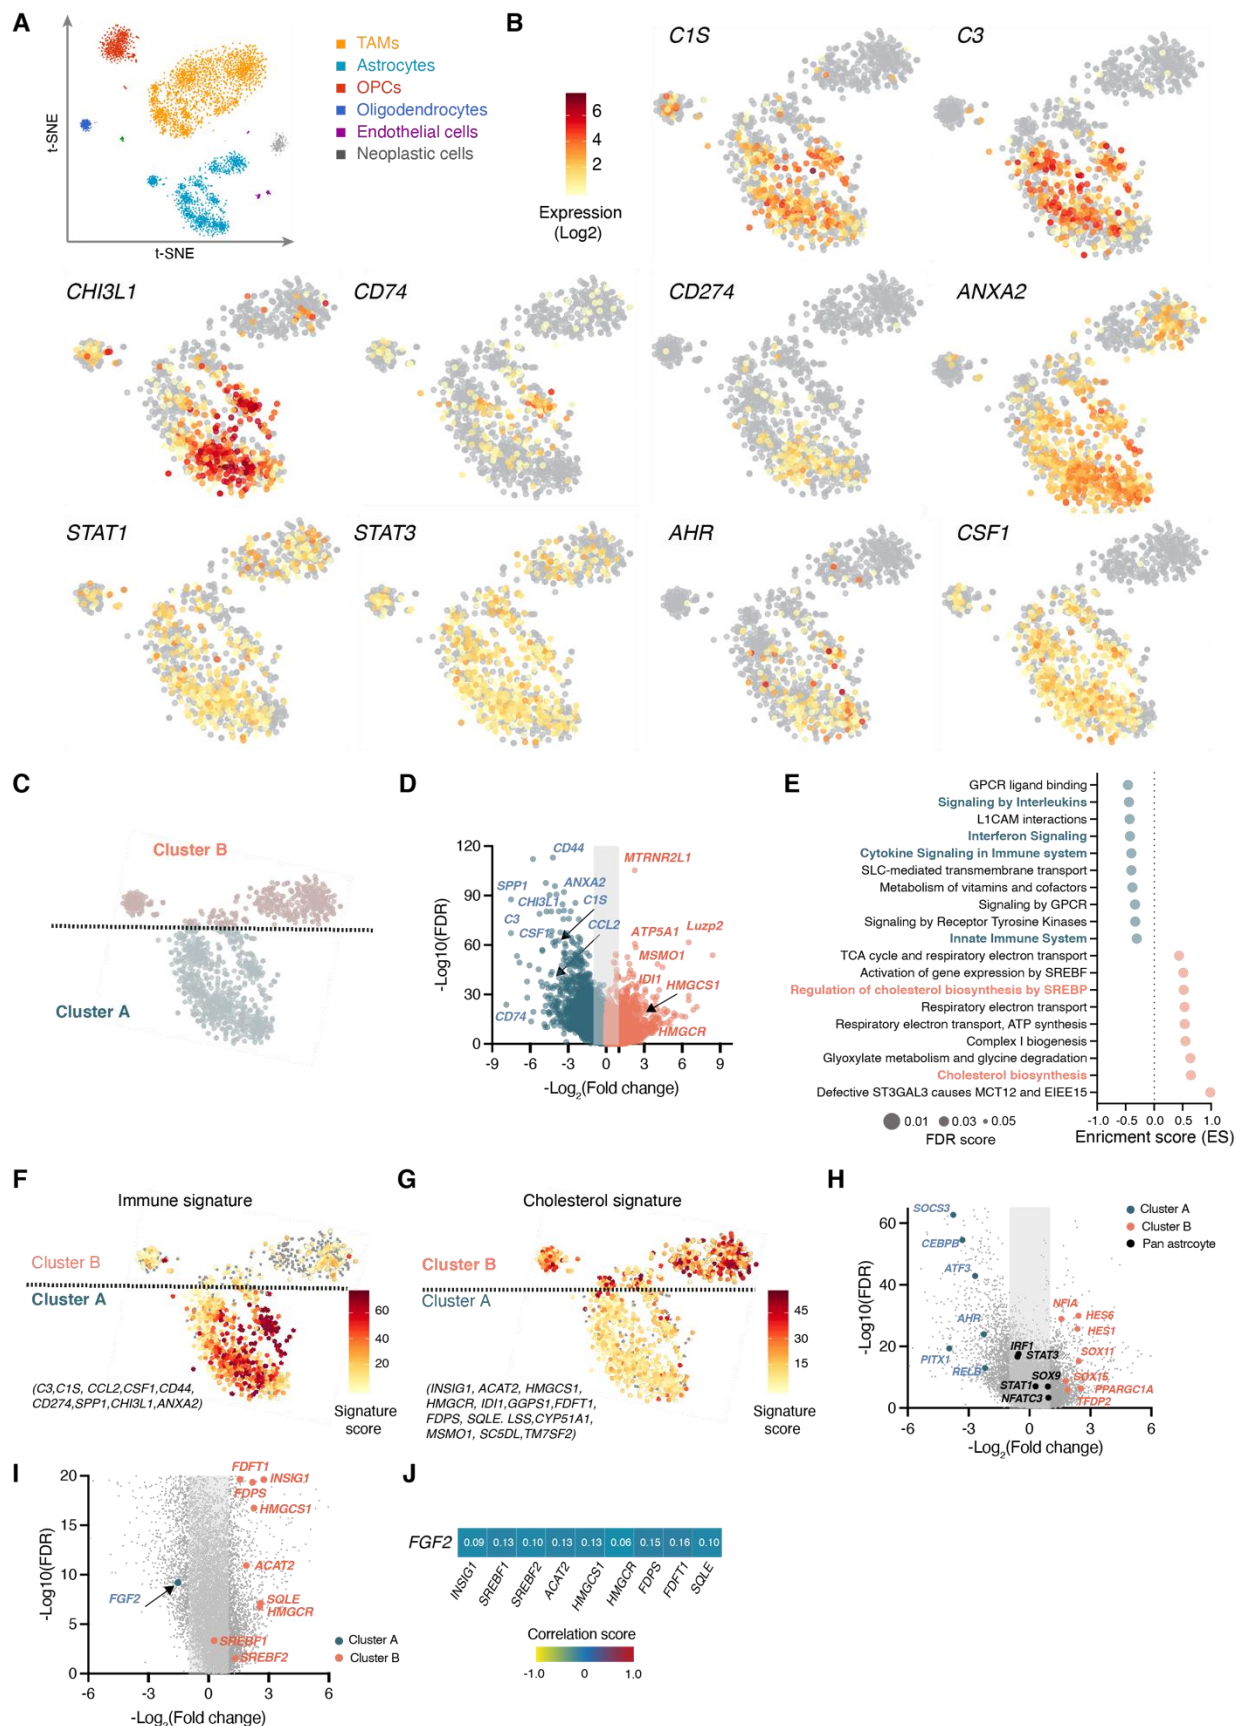 A
t-SNE
t-SNE
TAMs
Astrocytes
OPCs
Oligodendrocytes
Endothelial cells
Neoplastic cells
B
6
4
2
Expression
(Log2)
C1S
C3
CHI3L1
CD74
CD274
ANXA2
STAT1
STAT3
AHR
CSF1
C
Cluster B
Cluster A
D
-Log10(FDR)
120
90
60
30
0
-9
-6
-3
0
3
6
9
-Log2(Fold change)
CD44
SPP1
ANXA2
CHI3L1
C1S
C3
CSF1
CCL2
CD74
MTRNR2L1
ATP5A1
Luzp2
MSMO1
IDI1
HMGCS1
HMGCR
E
GPCR ligand binding
Signaling by Interleukins
L1CAM interactions
Interferon Signaling
Cytokine Signaling in Immune system
SLC-mediated transmembrane transport
Metabolism of vitamins and cofactors
Signaling by GPCR
Signaling by Receptor Tyrosine Kinases
Innate Immune System
TCA cycle and respiratory electron transport
Activation of gene expression by SREBF
Regulation of cholesterol biosynthesis by SREBP
Respiratory electron transport
Respiratory electron transport, ATP synthesis
Complex I biogenesis
Glyoxylate metabolism and glycine degradation
Cholesterol biosynthesis
Defective ST3GAL3 causes MCT12 and EIEE15
-1.0 -0.5 0.0 0.5 1.0
Enricment score (ES)
0.01 0.03 0.05
FDR score
F
Immune signature
Cluster B
Cluster A
60
40
20
Signature
score
(C3,C1S, CCL2,CSF1,CD44,
CD274,SPP1,CHI3L1,ANXA2)
G
Cholesterol signature
Cluster B
Cluster A
45
30
15
Signature
score
(INSIG1, ACAT2, HMGCS1,
HMGCR, IDI1,GGPS1,FDFT1,
FDPS, SQLE. LSS,CYP51A1,
MSMO1, SC5DL,TM7SF2)
H
-Log10(FDR)
60
40
20
0
-6
-3
0
3
6
-Log2(Fold change)
Cluster A
Cluster B
Pan astrcoyte
SOCS3
CEBPB
ATF3
AHR
PITX1
RELB
IRF1
STAT3
SOX9
STAT1
NFATC3
NFIA
HES6
HES1
SOX11
SOX15
PPARGC1A
TFDP2
I
-Log10(FDR)
20
15
10
5
0
-6
-3
0
3
6
-Log2(Fold change)
FDFT1
INSIG1
FDPS
HMGCS1
ACAT2
FGF2
SQLE
HMGCR
SREBF1
SREBF2
Cluster A
Cluster B
J
FGF2
0.09 0.13 0.10 0.13 0.13 0.06 0.15 0.16 0.10
INSIG1
SREBF1
SREBF2
ACAT2
HMGCS1
HMGCR
FDPS
FDFT1
SQLE
Correlation score
-1.0 0 1.0